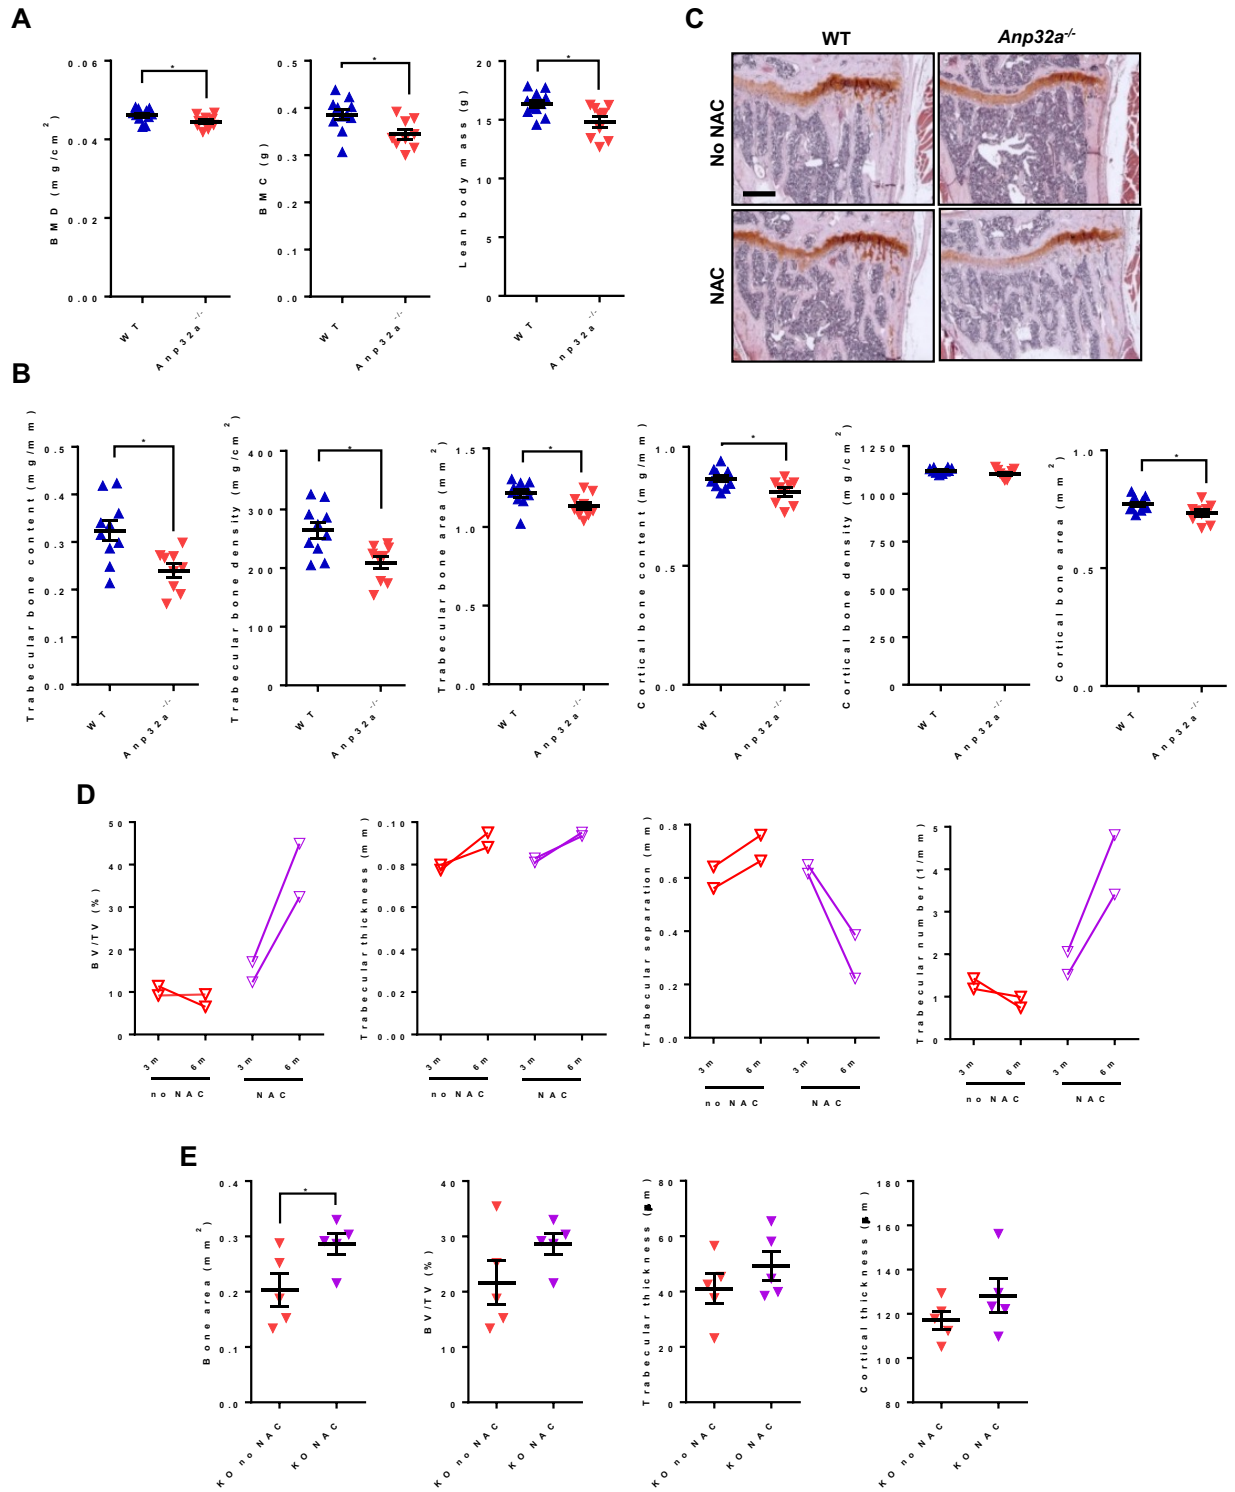 A
C
WT
Anp32a-/-
No NAC
NAC
0.06
0.04
0.02
0.00
BMD (mg/cm2)
*
WT
Anp32a-/-
0.5
0.4
0.3
0.2
0.1
0.0
BMC (g)
*
WT
Anp32a-/-
20
15
10
5
0
Lean body mass (g)
*
WT
Anp32a-/-
B
0.5
0.4
0.3
0.2
0.1
0.0
Trabecular bone content (mg/mm)
*
WT
Anp32a-/-
400
300
200
100
0
Trabecular bone density (mg/cm2)
*
WT
Anp32a-/-
1.5
1.0
0.5
0.0
Trabecular bone area (mm2)
*
WT
Anp32a-/-
1.0
0.5
0.0
Cortical bone content (mg/mm)
*
WT
Anp32a-/-
1250
1000
750
500
250
0
Cortical bone density (mg/cm2)
WT
Anp32a-/-
1.0
0.5
0.0
Cortical bone area (mm2)
*
WT
Anp32a-/-
D
50
40
30
20
10
0
BV/TV (%)
3m
6m
3m
6m
no NAC
NAC
0.10
0.08
0.06
0.04
0.02
0.00
Trabecular thickness (mm)
3m
6m
3m
6m
no NAC
NAC
0.8
0.6
0.4
0.2
0.0
Trabecular separation (mm)
3m
6m
3m
6m
no NAC
NAC
5
4
3
2
1
0
Trabecular number (1/mm)
3m
6m
3m
6m
no NAC
NAC
E
0.4
0.3
0.2
0.1
0.0
Bone area (mm2)
*
KO no NAC
KO NAC
40
30
20
10
0
BV/TV (%)
KO no NAC
KO NAC
80
60
40
20
0
Trabecular thickness (µm)
KO no NAC
KO NAC
180
160
140
120
100
80
Cortical thickness (µm)
KO no NAC
KO NAC